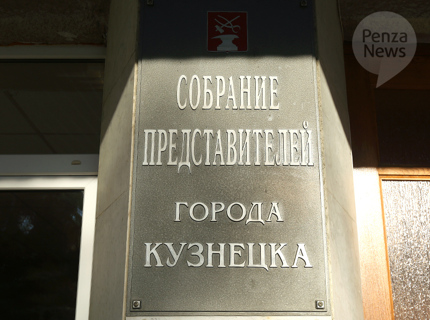 Penza
News
СОБРАНИЕ
ПРЕДСТАВИТЕЛЕЙ
ГОРОДА
КУЗНЕЦКА